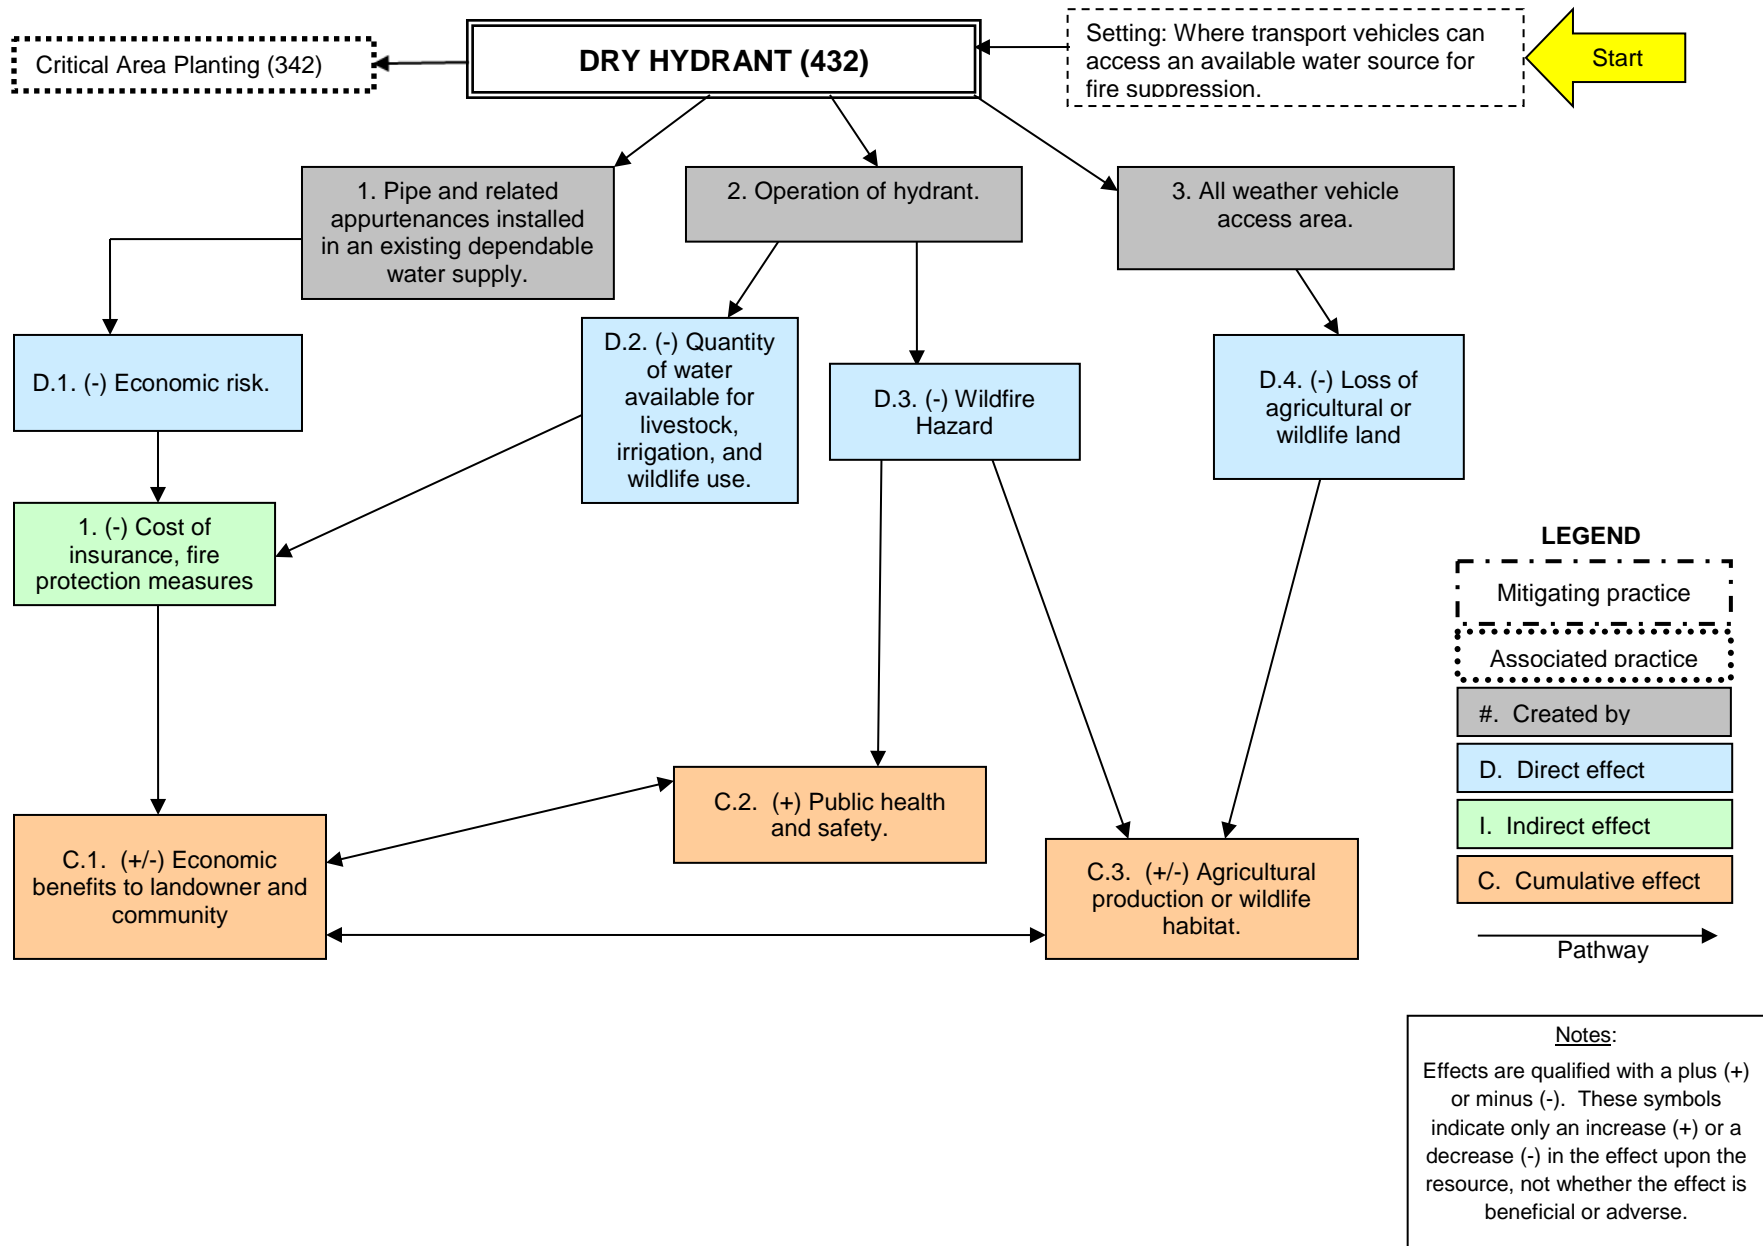 Critical Area Planting (342)
DRY HYDRANT (432)
Setting: Where transport vehicles can
access an available water source for
fire suppression.
Start
1. Pipe and related
appurtenances installed
in an existing dependable
water supply.
2. Operation of hydrant.
3. All weather vehicle
access area.
D.1. (-) Economic risk.
D.2. (-) Quantity
of water
available for
livestock,
irrigation, and
wildlife use.
D.3. (-) Wildfire
Hazard
D.4. (-) Loss of
agricultural or
wildlife land
1. (-) Cost of
insurance, fire
protection measures
C.1. (+/-) Economic
benefits to landowner and
community
C.2. (+) Public health
and safety.
C.3. (+/-) Agricultural
production or wildlife
habitat.
LEGEND
Mitigating practice
Associated practice
#. Created by
D. Direct effect
I. Indirect effect
C. Cumulative effect
Pathway
Notes:
Effects are qualified with a plus (+)
or minus (-). These symbols
indicate only an increase (+) or a
decrease (-) in the effect upon the
resource, not whether the effect is
beneficial or adverse.